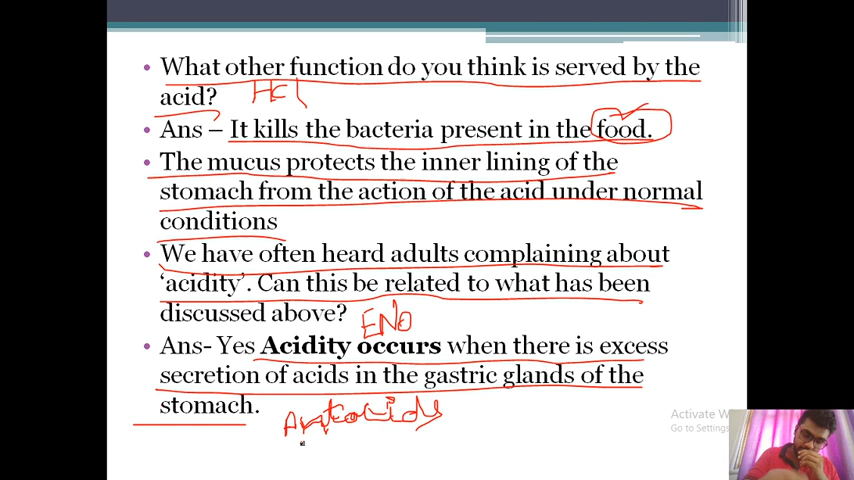 • What other function do you think is served by the
acid? HCl
• Ans – It kills the bacteria present in the food.
• The mucus protects the inner lining of the
stomach from the action of the acid under normal
conditions
• We have often heard adults complaining about
‘acidity’. Can this be related to what has been
discussed above?
ENO
• Ans- Yes Acidity occurs when there is excess
secretion of acids in the gastric glands of the
stomach.
Antacids
Activate W
Go to Settings